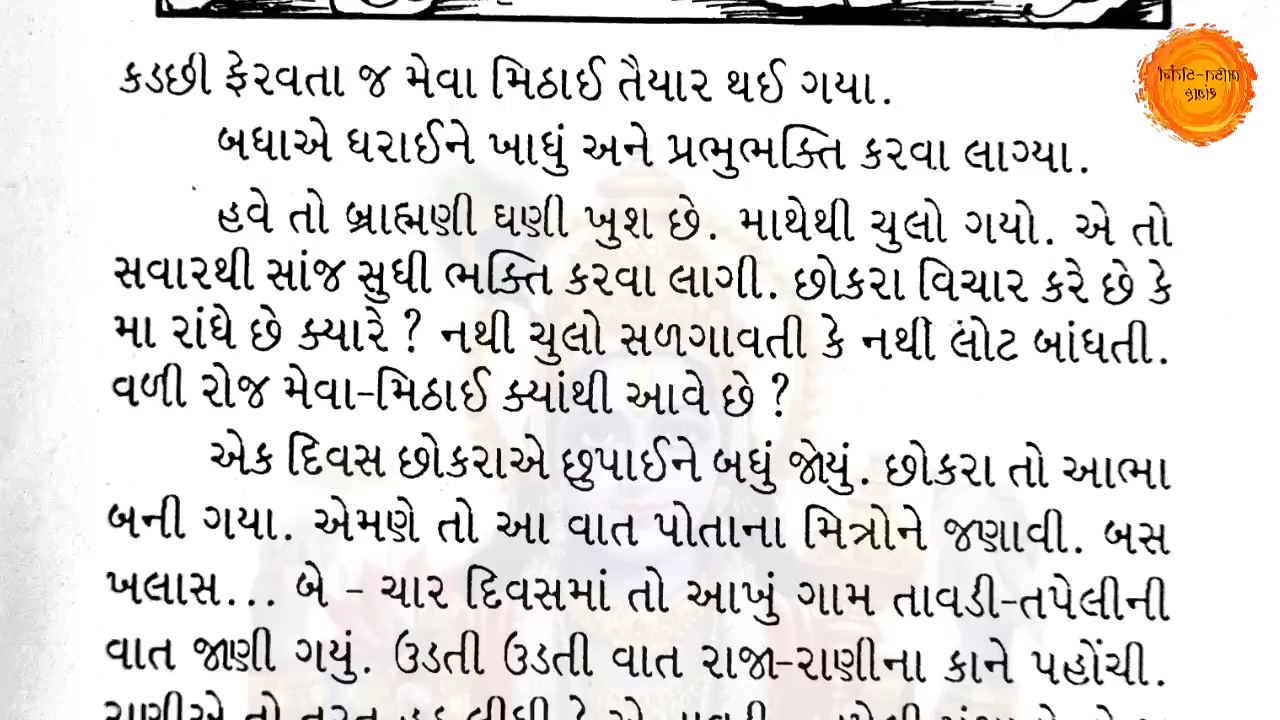 કડછી ફેરવતા જ મેવા મિઠાઈ તૈયાર થઈ ગયા.
બધાએ ધરાઈને ખાધું અને પ્રભુભક્તિ કરવા લાગ્યા.
હવે તો બ્રાહ્મણી ઘણી ખુશ છે. માથેથી ચુલો ગયો. એ તો
સવારથી સાંજ સુધી ભક્તિ કરવા લાગી. છોકરા વિચાર કરે છે કે
મા રાંધે છે ક્યારે ? નથી ચુલો સળગાવતી કે નથી લોટ બાંધતી.
વળી રોજ મેવા-મિઠાઈ ક્યાંથી આવે છે ?
એક દિવસ છોકરાએ છુપાઈને બધું જોયું. છોકરા તો આભા
બની ગયા. એમણે તો આ વાત પોતાના મિત્રોને જણાવી. બસ
ખલાસ... બે - ચાર દિવસમાં તો આખું ગામ તાવડી-તપેલીની
વાત જાણી ગયું. ઉડતી ઉડતી વાત રાજા-રાણીના કાને પહોંચી.